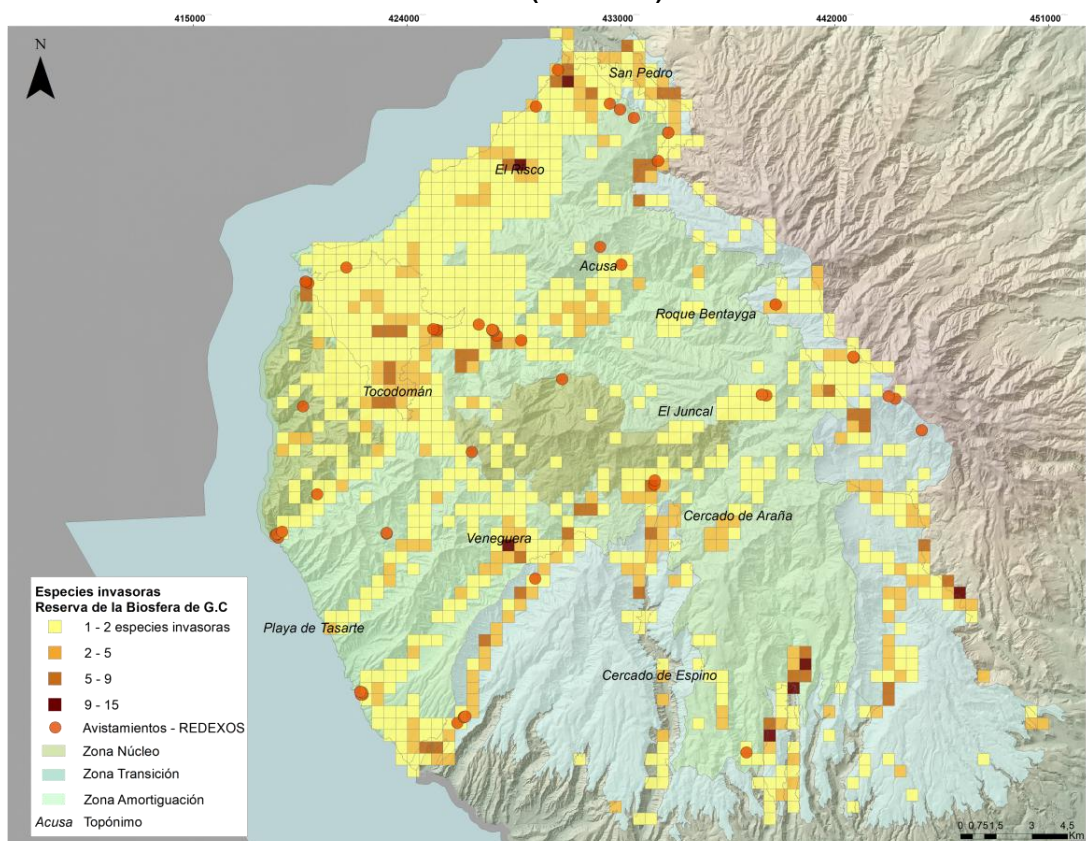 415000 424000 433000 442000 451000
N
San Pedro
El Risco
Acusa
Roque Bentayga
Tocodomán
El Juncal
Cercado de Araña
Veneguera
Playa de Tasarte
Cercado de Espino
Especies invasoras
Reserva de la Biosfera de G.C
1 - 2 especies invasoras
2 - 5
5 - 9
9 - 15
Avistamientos - REDEXOS
Zona Núcleo
Zona Transición
Zona Amortiguación
Acusa Topónimo
0 0,75 1,5 3 4,5
Km